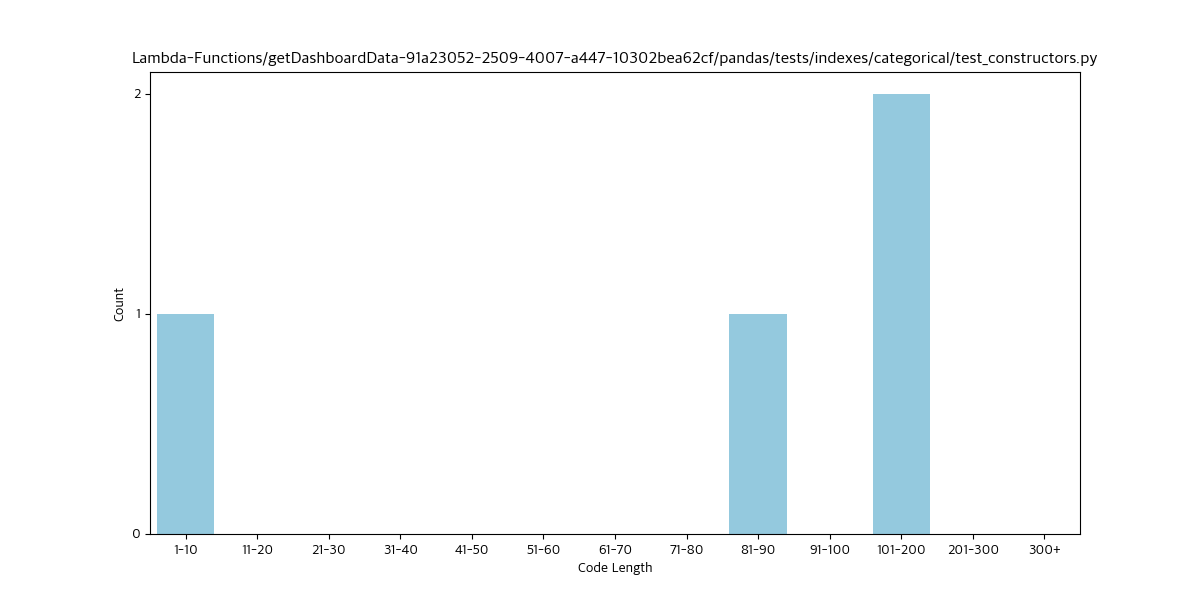 Lambda-Functions/getDashboardData-91a23052-2509-4007-a447-10302bea62cf/pandas/tests/indexes/categorical/test_constructors.py
2
1
0
Count
1-10 11-20 21-30 31-40 41-50 51-60 61-70 71-80 81-90 91-100 101-200 201-300 300+
Code Length